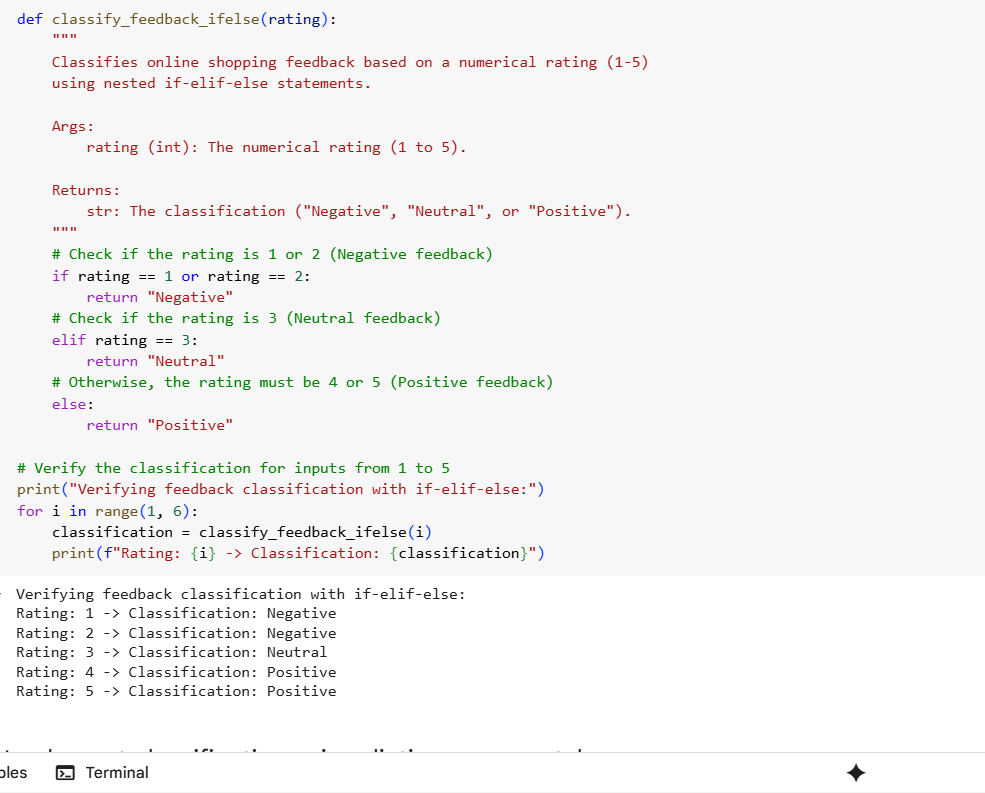 def classify_feedback_ifelse(rating):
    """
    Classifies online shopping feedback based on a numerical rating (1-5)
    using nested if-elif-else statements.

    Args:
        rating (int): The numerical rating (1 to 5).

    Returns:
        str: The classification ("Negative", "Neutral", or "Positive").
    """
    # Check if the rating is 1 or 2 (Negative feedback)
    if rating == 1 or rating == 2:
        return "Negative"
    # Check if the rating is 3 (Neutral feedback)
    elif rating == 3:
        return "Neutral"
    # Otherwise, the rating must be 4 or 5 (Positive feedback)
    else:
        return "Positive"

# Verify the classification for inputs from 1 to 5
print("Verifying feedback classification with if-elif-else:")
for i in range(1, 6):
    classification = classify_feedback_ifelse(i)
    print(f"Rating: {i} -> Classification: {classification}")
Verifying feedback classification with if-elif-else:
Rating: 1 -> Classification: Negative
Rating: 2 -> Classification: Negative
Rating: 3 -> Classification: Neutral
Rating: 4 -> Classification: Positive
Rating: 5 -> Classification: Positive
Terminal